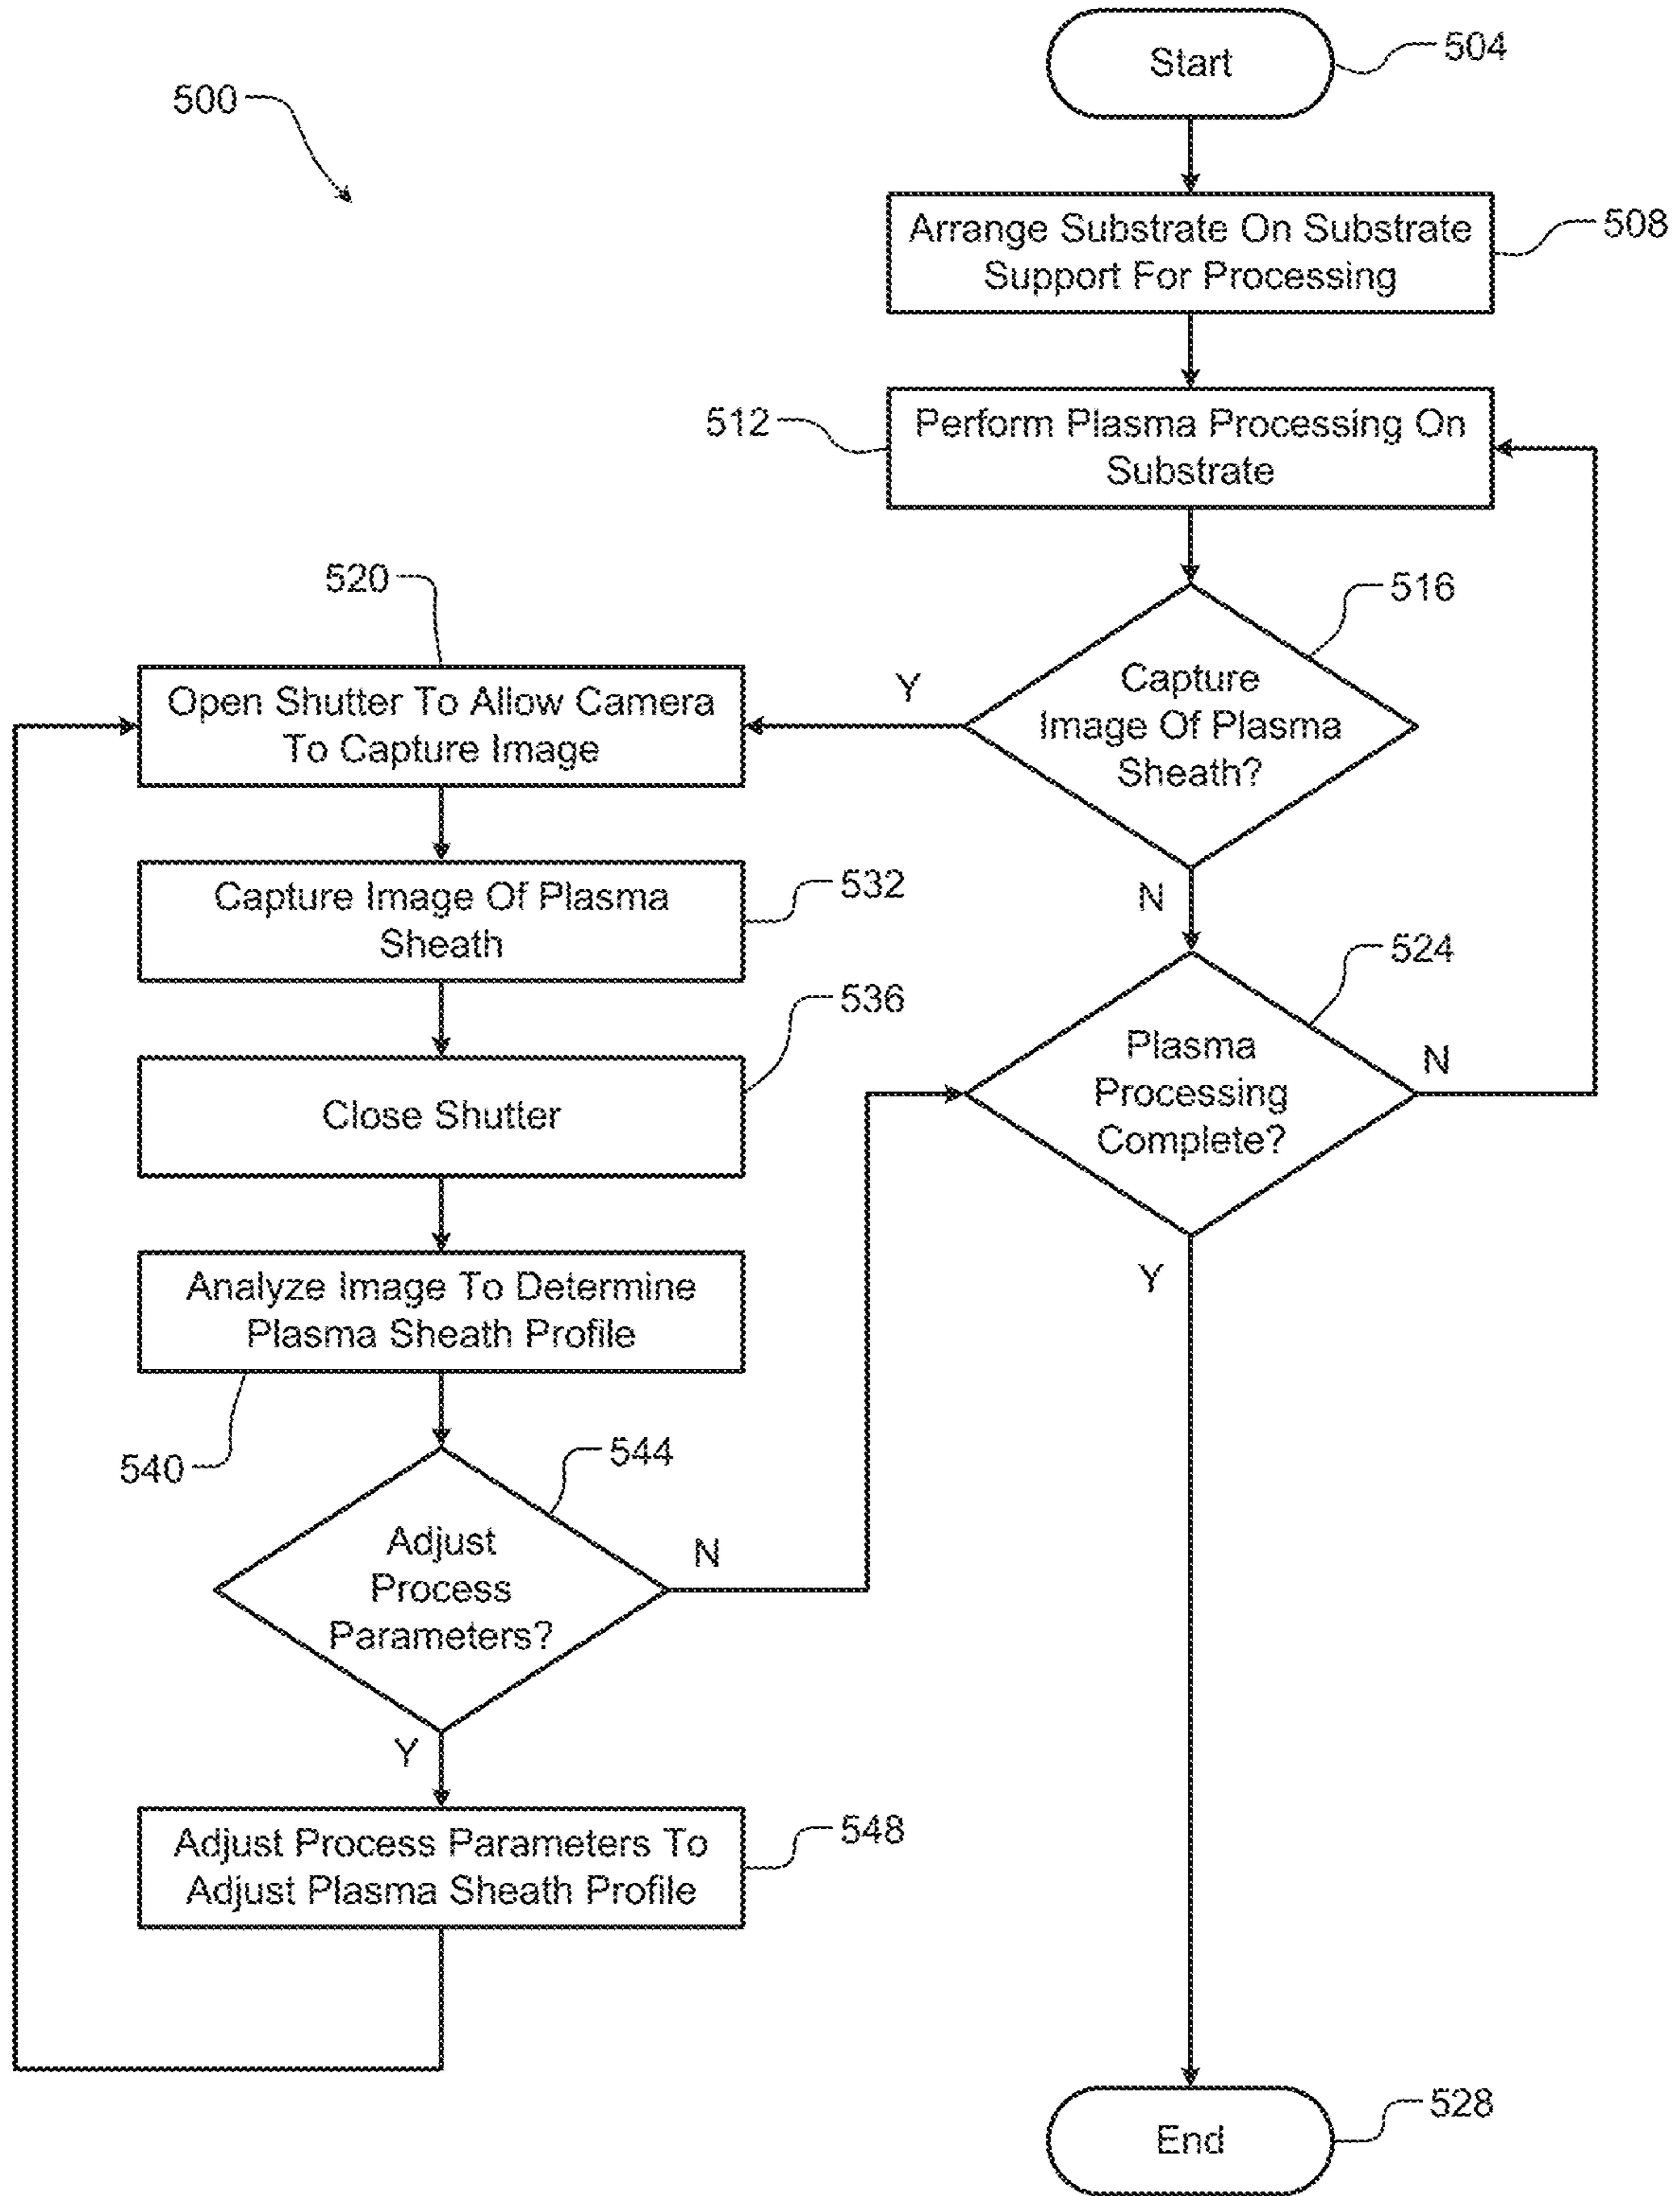 500
Start
504
Arrange Substrate On Substrate
Support For Processing
508
512
Perform Plasma Processing On
Substrate
516
Capture
Image Of Plasma
Sheath?
Y
N
520
Open Shutter To Allow Camera
To Capture Image
Capture Image Of Plasma
Sheath
532
536
Close Shutter
Analyze Image To Determine
Plasma Sheath Profile
540
544
Adjust
Process
Parameters?
N
Y
Adjust Process Parameters To
Adjust Plasma Sheath Profile
548
524
Plasma
Processing
Complete?
N
Y
End
528